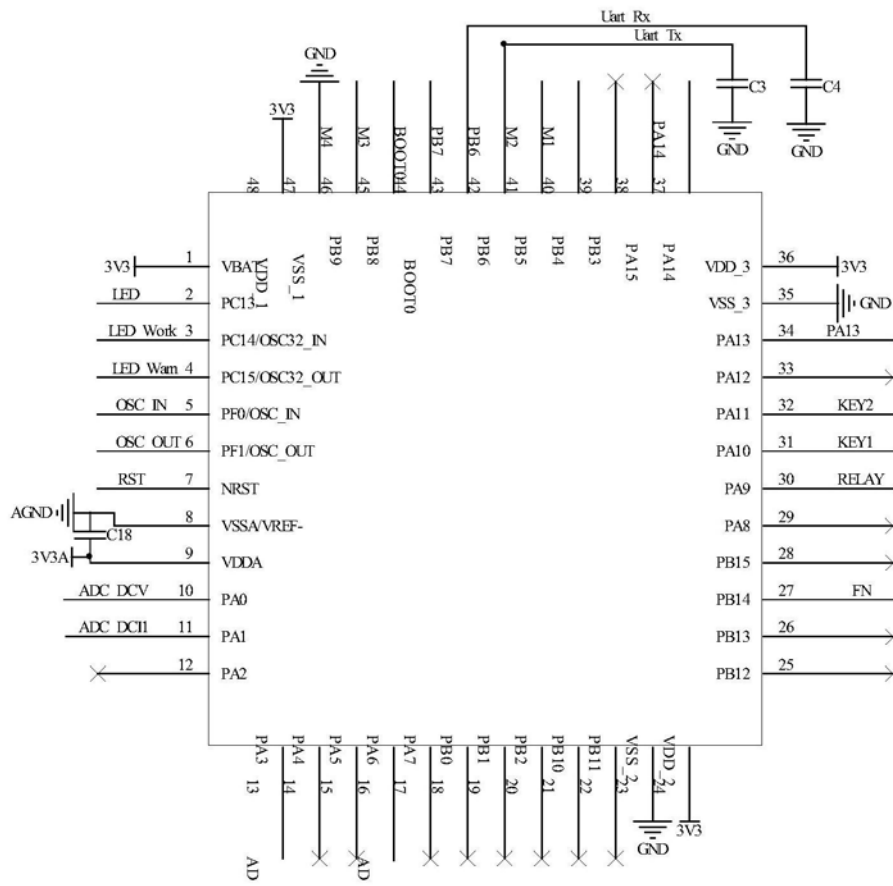 Uart Rx
Uart Tx
GND
C3
C4
3V3
GND
GND
M4
M3
BOOT0
PB7
PB6
M2
M1
PA14
48
47
46
45
44
43
42
41
40
39
38
37
VDD_1
VSS_1
PB9
PB8
BOOT0
PB7
PB6
PB5
PB4
PB3
PA15
PA14
3V3 1 VBAT
LED 2 PC13
LED Work 3 PC14/OSC32_IN
LED Warn 4 PC15/OSC32_OUT
OSC IN 5 PF0/OSC_IN
OSC OUT 6 PF1/OSC_OUT
RST 7 NRST
AGND 8 VSSA/VREF-
C18
3V3A 9 VDDA
ADC DCV 10 PA0
ADC DCI1 11 PA1
12 PA2
VDD_3 36 3V3
VSS_3 35 GND
PA13 34 PA13
PA12 33
PA11 32 KEY2
PA10 31 KEY1
PA9 30 RELAY
PA8 29
PB15 28
PB14 27 FN
PB13 26
PB12 25
PA3
PA4
PA5
PA6
PA7
PB0
PB1
PB2
PB10
PB11
VSS_2
VDD_2
13
14
15
16
17
18
19
20
21
22
23
24
AD
AD
GND
3V3